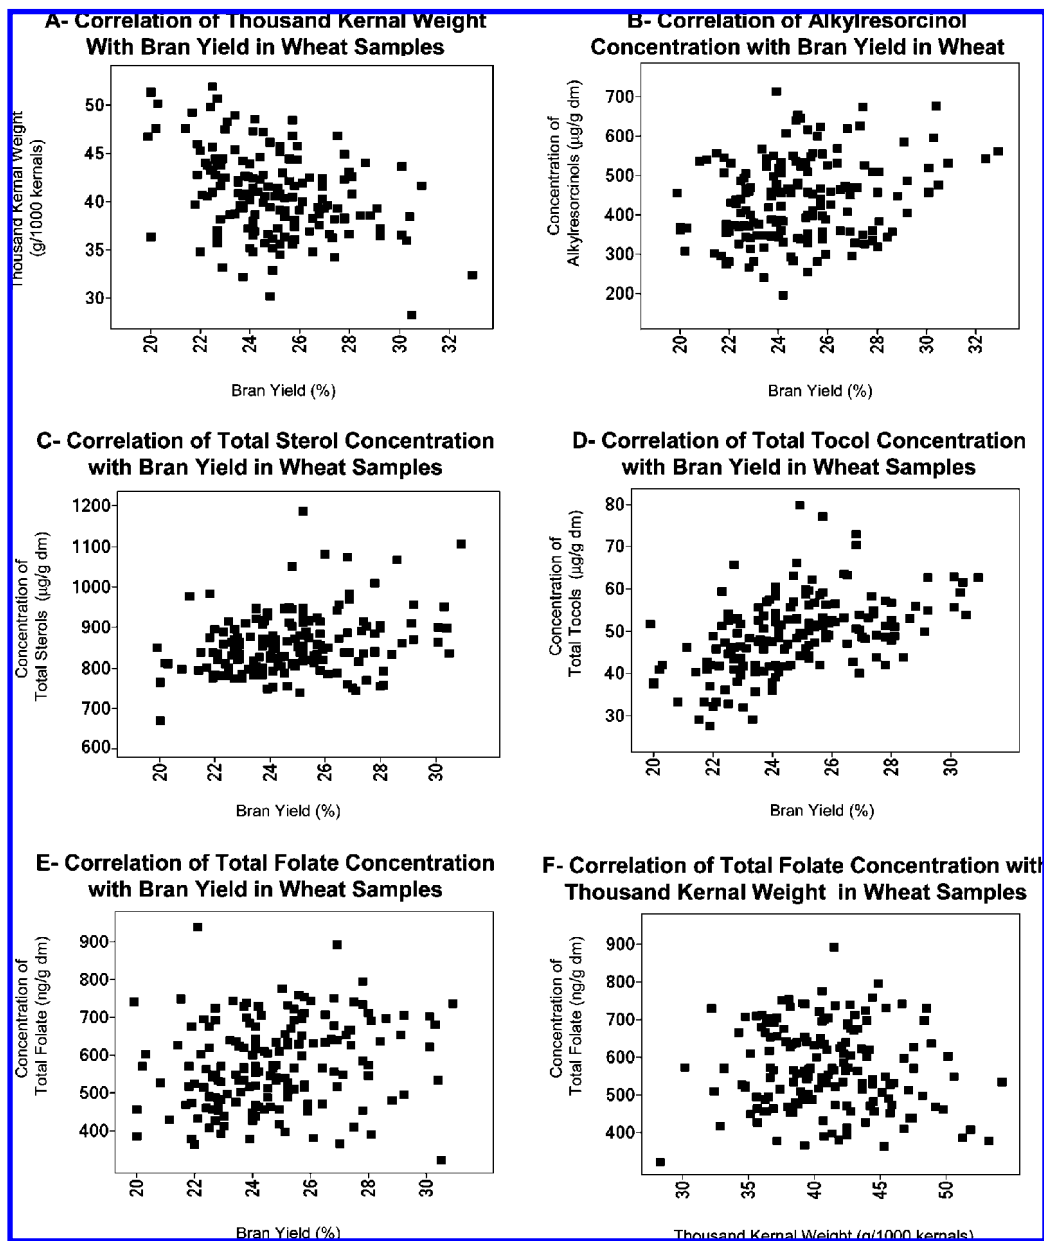 A- Correlation of Thousand Kernal Weight
With Bran Yield in Wheat Samples
Thousand Kernal Weight
(g/1000 kernals)
50
45
40
35
30
20
22
24
26
28
30
32
Bran Yield (%)
B- Correlation of Alkylresorcinol
Concentration with Bran Yield in Wheat
Concentration of
Alkylresorcinols (µg/g dm)
700
600
500
400
300
200
20
22
24
26
28
30
32
Bran Yield (%)
C- Correlation of Total Sterol Concentration
with Bran Yield in Wheat Samples
Concentration of
Total Sterols (µg/g dm)
1200
1100
1000
900
800
700
600
20
22
24
26
28
30
Bran Yield (%)
D- Correlation of Total Tocol Concentration
with Bran Yield in Wheat Samples
Concentration of
Total Tocols (µg/g dm)
80
70
60
50
40
30
20
22
24
26
28
30
Bran Yield (%)
E- Correlation of Total Folate Concentration
with Bran Yield in Wheat Samples
Concentration of
Total Folate (ng/g dm)
900
800
700
600
500
400
20
22
24
26
28
30
Bran Yield (%)
F- Correlation of Total Folate Concentration with
Thousand Kernal Weight in Wheat Samples
Concentration of
Total Folate (ng/g dm)
900
800
700
600
500
400
30
35
40
45
50
Thousand Kernal Weight (g/1000 kernals)